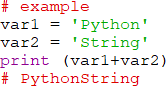 # example
var1 = 'Python'
var2 = 'String'
print (var1+var2)
# PythonString